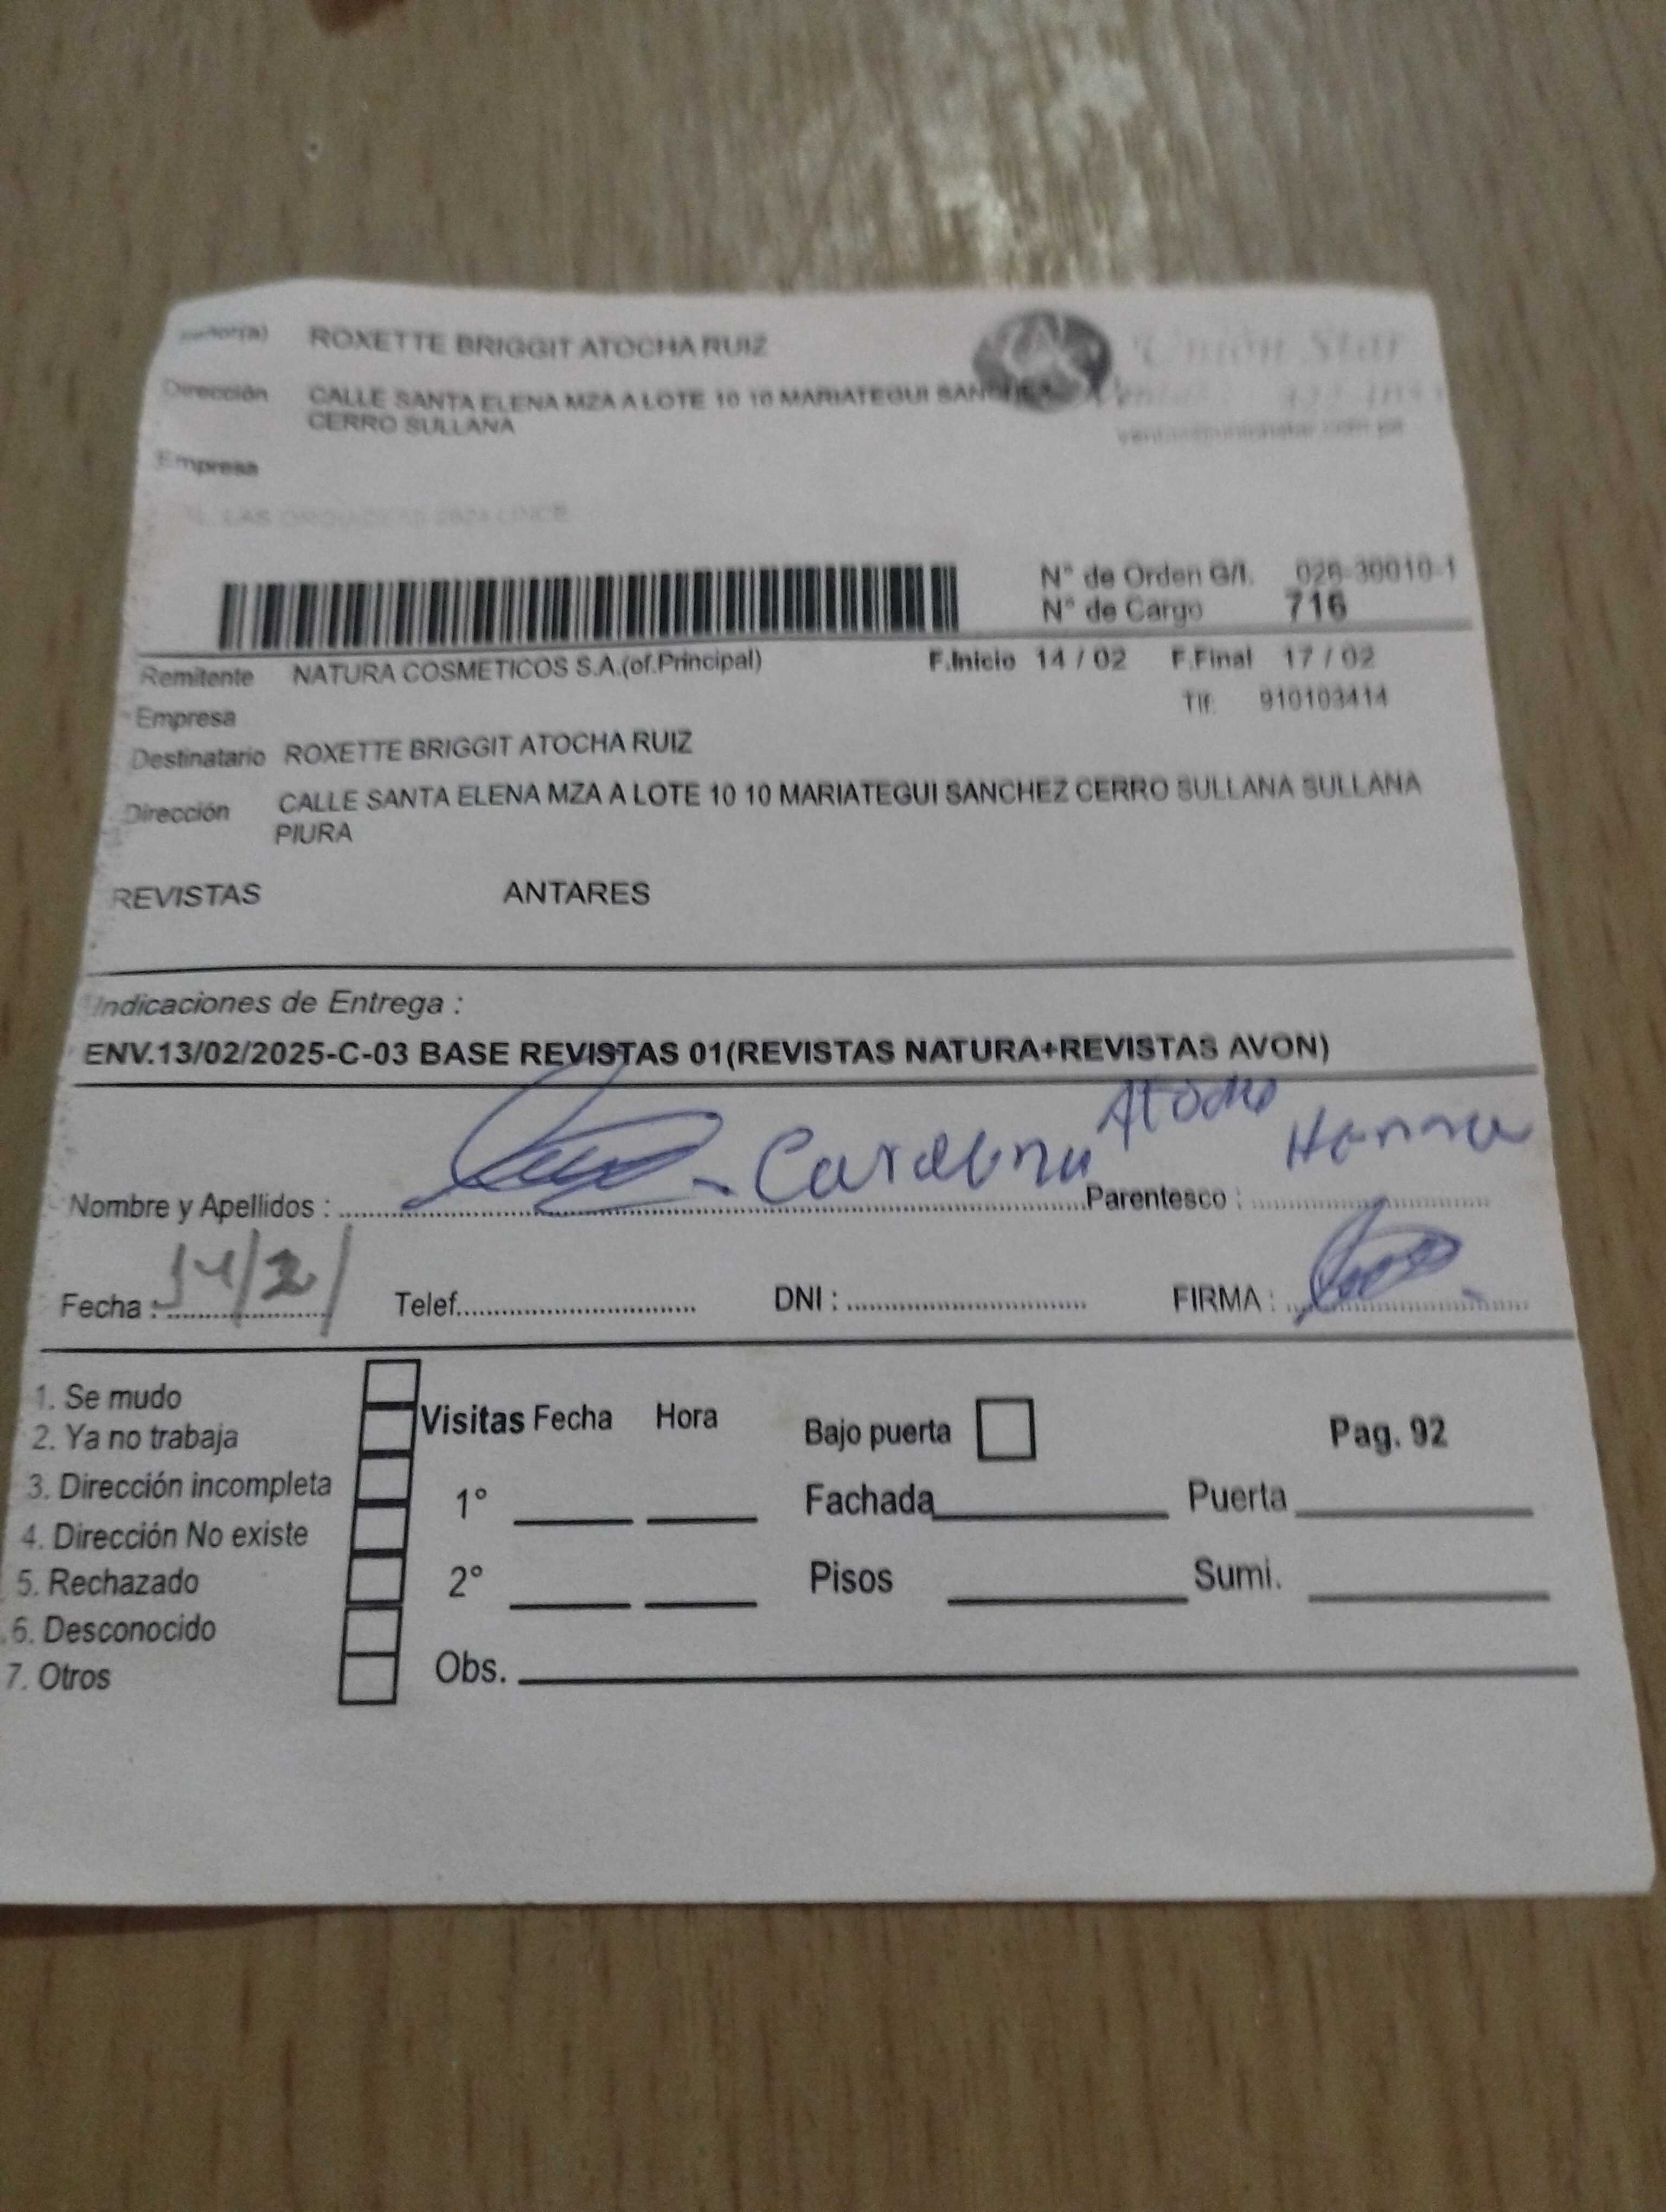 ROXETTE BRIGGIT ATOCHA RUIZ
Unión Star
Dirección CALLE SANTA ELENA MZA A LOTE 10 10 MARIATEGUI
CERRO SULLANA
Empresa
N° de Orden G/I. 026-30010-1
N° de Cargo 716
Remitente NATURA COSMETICOS S.A.(of.Principal) F.Inicio 14 / 02 F.Final 17 / 02
Empresa Tlf. 910103414
Destinatario ROXETTE BRIGGIT ATOCHA RUIZ
Dirección CALLE SANTA ELENA MZA A LOTE 10 10 MARIATEGUI SANCHEZ CERRO SULLANA SULLANA
PIURA
REVISTAS ANTARES
Indicaciones de Entrega :
ENV.13/02/2025-C-03 BASE REVISTAS 01(REVISTAS NATURA+REVISTAS AVON)
Nombre y Apellidos : Atocha Parentesco :
Fecha : 14/2/ Telef. DNI : FIRMA :
1. Se mudo
2. Ya no trabaja
3. Dirección incompleta
4. Dirección No existe
5. Rechazado
6. Desconocido
7. Otros
Visitas Fecha Hora Bajo puerta Pag. 92
1° Fachada Puerta
2° Pisos Sumi.
Obs.